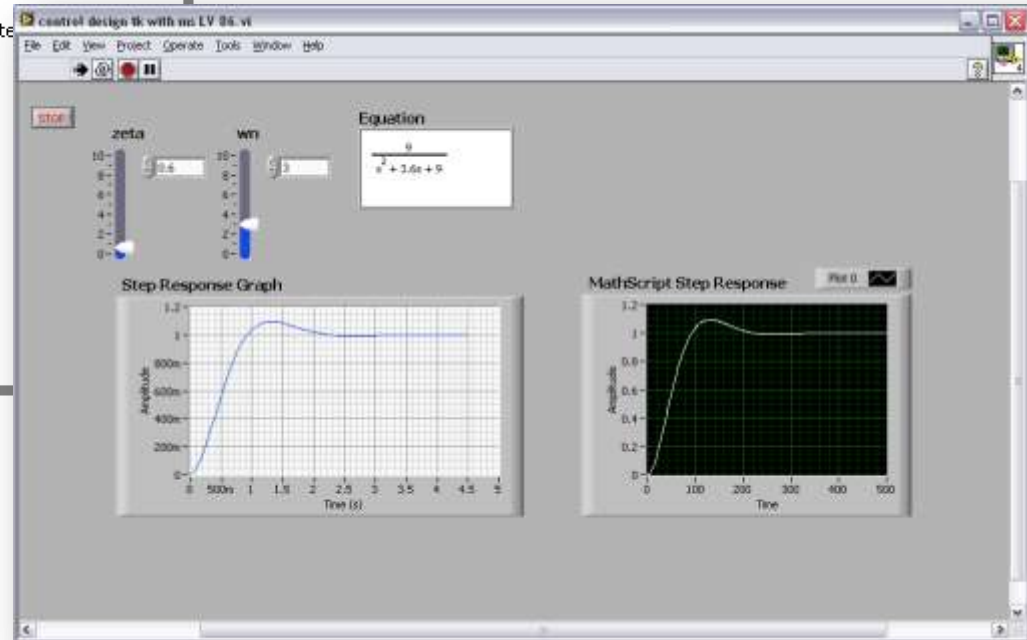 te
control design tk with ms LV 86.vi
File Edit View Project Operate Tools Window Help
4
STOP
zeta
10-
8-
6-
4-
2-
0-
0.6
wn
10-
8-
6-
4-
2-
0-
3
Equation
9
s² + 3.6s + 9
Step Response Graph
Amplitude
1.2
1
800m
600m
400m
200m
0
0 500m 1 1.5 2 2.5 3 3.5 4 4.5 5
Time (s)
MathScript Step Response
Plot 0
Amplitude
1.2
1
0.8
0.6
0.4
0.2
0
0 100 200 300 400 500
Time